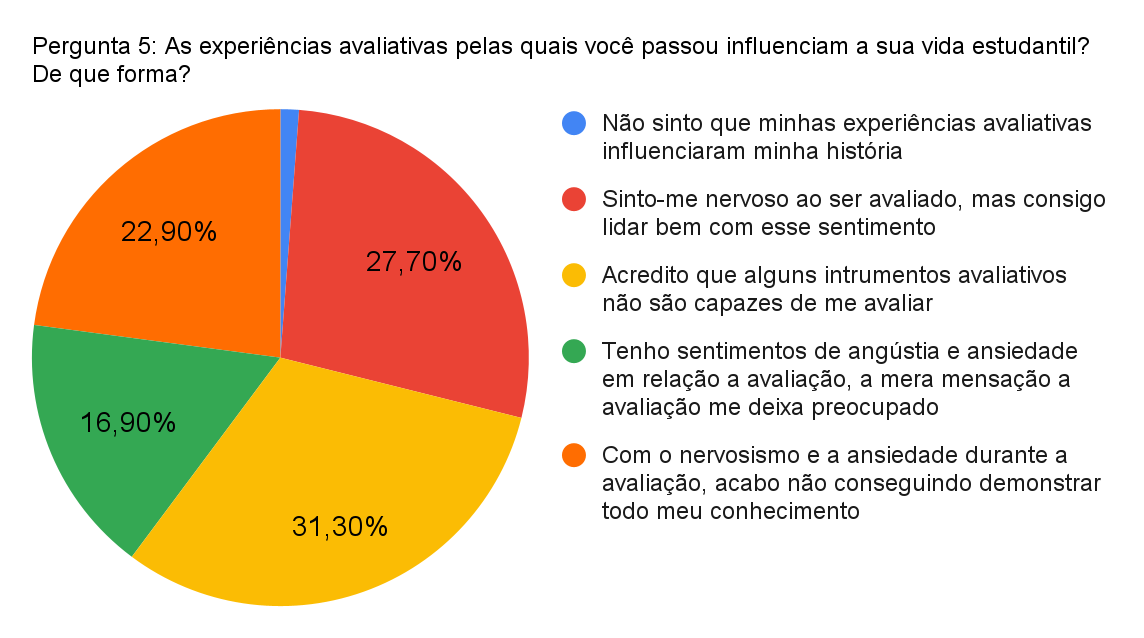 Pergunta 5: As experiências avaliativas pelas quais você passou influenciam a sua vida estudantil?
De que forma?
22,90%
27,70%
16,90%
31,30%
Não sinto que minhas experiências avaliativas
influenciaram minha história
Sinto-me nervoso ao ser avaliado, mas consigo
lidar bem com esse sentimento
Acredito que alguns intrumentos avaliativos
não são capazes de me avaliar
Tenho sentimentos de angústia e ansiedade
em relação a avaliação, a mera mensação a
avaliação me deixa preocupado
Com o nervosismo e a ansiedade durante a
avaliação, acabo não conseguindo demonstrar
todo meu conhecimento